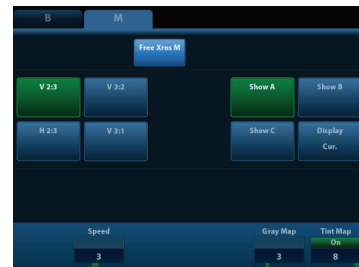 B M
Free Xros M
V 2:3 V 3:2 Show A Show B
H 2:3 V 3:1 Show C Display
Cur.
Speed Gray Map Tint Map
On
3 3 8